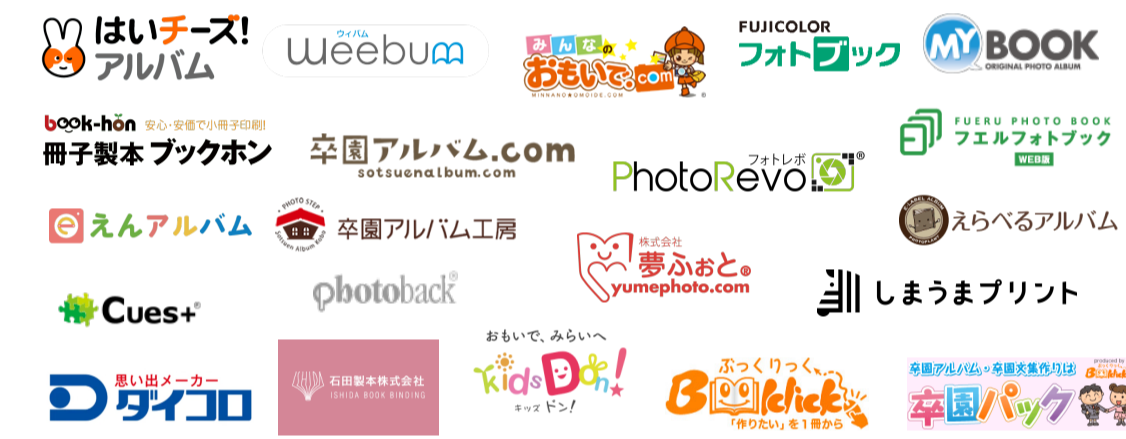 はいチーズ!
アルバム
ウィバム
weebum
みんなの
おもいで.com
MINNANO★OMOIDE.COM
FUJICOLOR
フォトブック
MY BOOK
ORIGINAL PHOTO ALBUM
book-hon 安心・安価で小冊子印刷!
冊子製本 ブックホン
卒園アルバム.com
sotsuenalbum.com
フォトレボ
PhotoRevo®
FUERU PHOTO BOOK
フエルフォトブック
WEB版
e えんアルバム
PHOTO STEP
Sotsuen Album Kobo
卒園アルバム工房
株式会社
夢ふぉと®
yumephoto.com
えらべるアルバム
Cues+®
photoback®
しまうまプリント
思い出メーカー
ダイコロ
石田製本株式会社
ISHIDA BOOK BINDING
おもいで、みらいへ
kids Don!
キッズ ドン!
ぶっくりっく
Booklick
「作りたい」を1冊から
produced by
卒園アルバム・卒園文集作りは
卒園パック